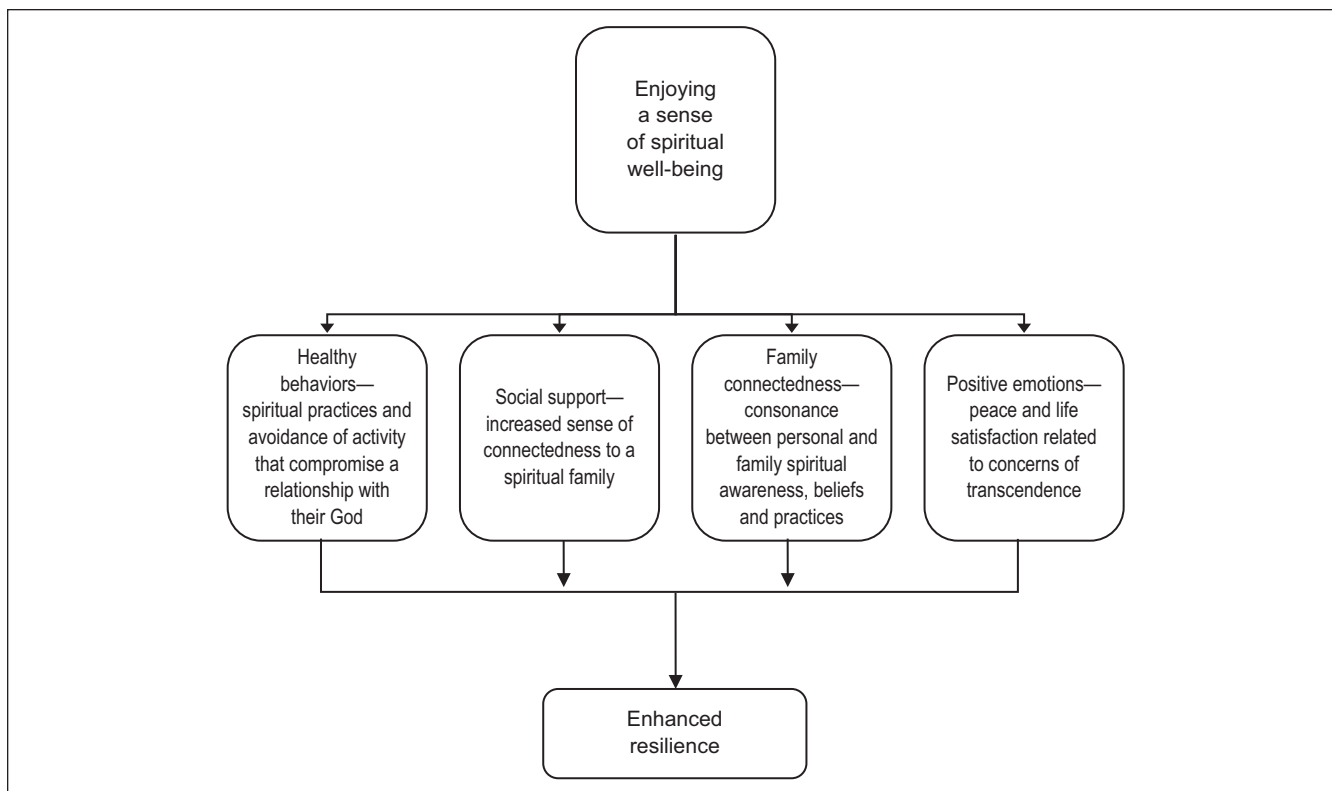 Enjoying
a sense
of spiritual
well-being
Healthy
behaviors—
spiritual practices and
avoidance of activity
that compromise a
relationship with
their God
Social support—
increased sense of
connectedness to a
spiritual family
Family
connectedness—
consonance
between personal and
family spiritual
awareness, beliefs
and practices
Positive emotions—
peace and life
satisfaction related
to concerns of
transcendence
Enhanced
resilience